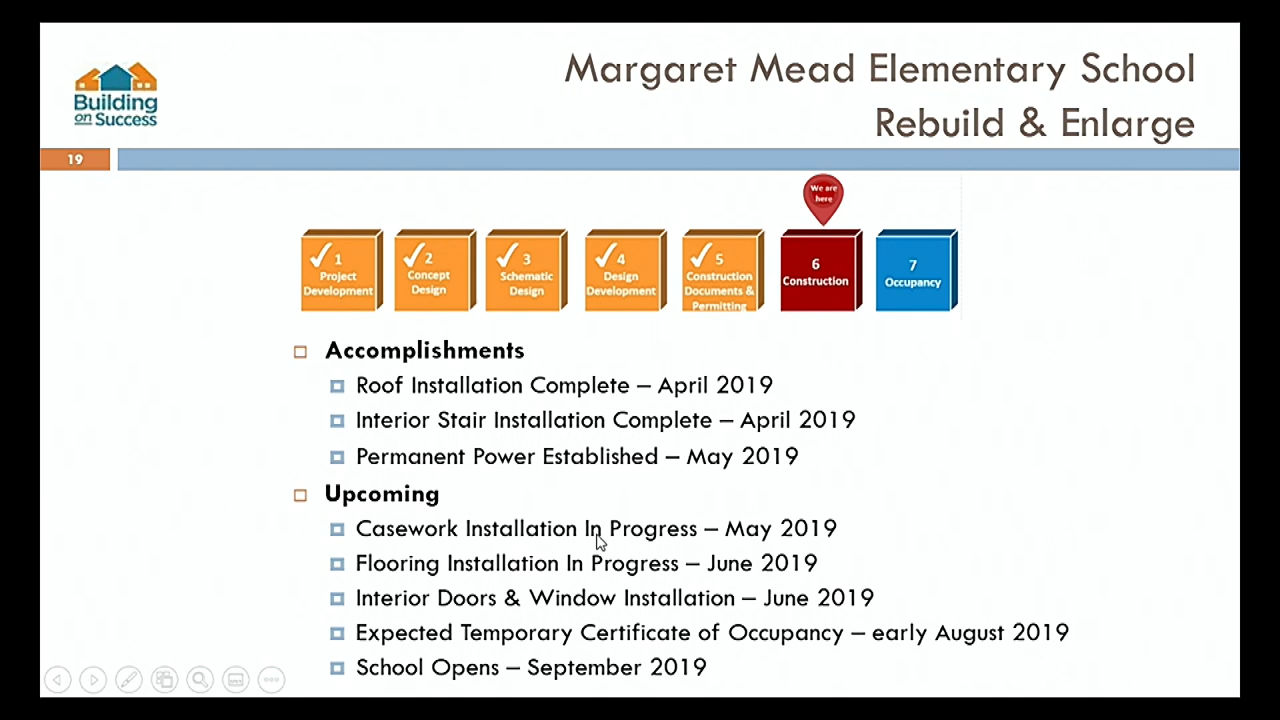 Building
on Success
Margaret Mead Elementary School
Rebuild & Enlarge
19
We are
here
1
Project
Development
2
Concept
Design
3
Schematic
Design
4
Design
Development
5
Construction
Documents &
Permitting
6
Construction
7
Occupancy
Accomplishments
Roof Installation Complete – April 2019
Interior Stair Installation Complete – April 2019
Permanent Power Established – May 2019
Upcoming
Casework Installation In Progress – May 2019
Flooring Installation In Progress – June 2019
Interior Doors & Window Installation – June 2019
Expected Temporary Certificate of Occupancy – early August 2019
School Opens – September 2019